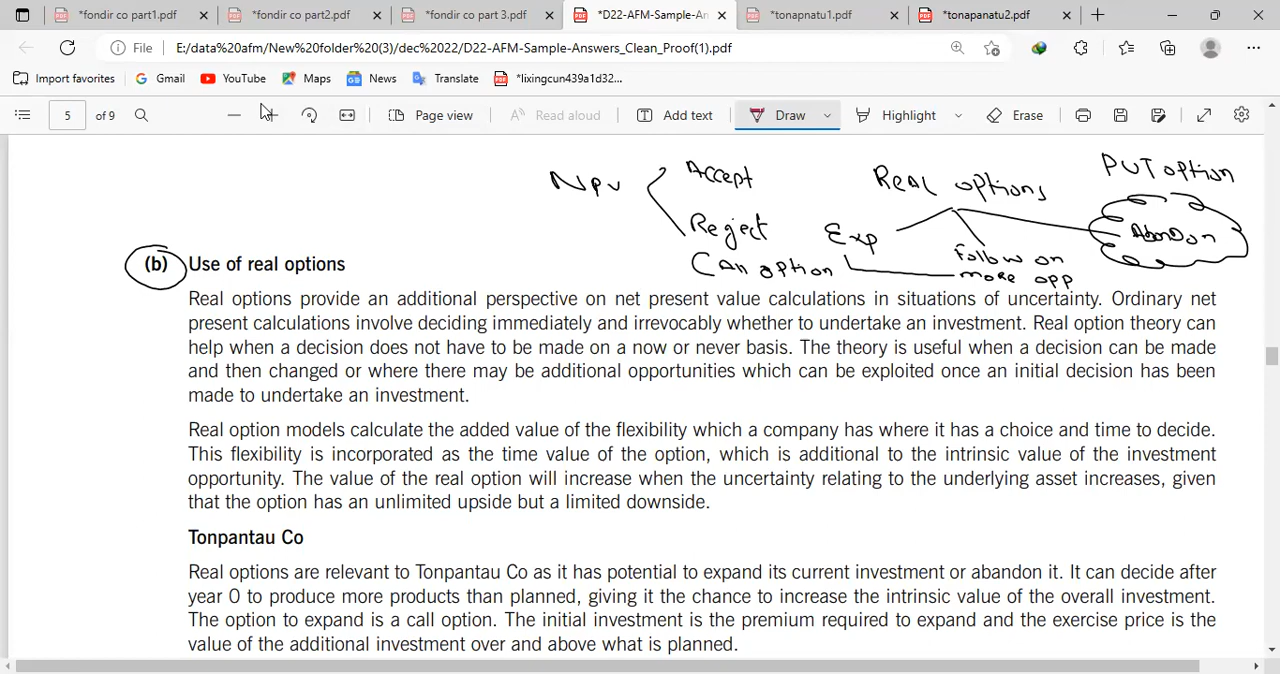 *fondir co part1.pdf
*fondir co part2.pdf
*fondir co part 3.pdf
*D22-AFM-Sample-An
*tonapnatu1.pdf
*tonapanatu2.pdf
File E:/data%20afm/New%20folder%20(3)/dec%2022/D22-AFM-Sample-Answers_Clean_Proof(1).pdf
Import favorites Gmail YouTube Maps News Translate *lixingcun439a1d32...
5 of 9 Page view Read aloud Add text Draw Highlight Erase
NPV Accept Reject
Real options PUT option
Exp Follow on more opp Abandon
Call option
(b) Use of real options
Real options provide an additional perspective on net present value calculations in situations of uncertainty. Ordinary net
present calculations involve deciding immediately and irrevocably whether to undertake an investment. Real option theory can
help when a decision does not have to be made on a now or never basis. The theory is useful when a decision can be made
and then changed or where there may be additional opportunities which can be exploited once an initial decision has been
made to undertake an investment.
Real option models calculate the added value of the flexibility which a company has where it has a choice and time to decide.
This flexibility is incorporated as the time value of the option, which is additional to the intrinsic value of the investment
opportunity. The value of the real option will increase when the uncertainty relating to the underlying asset increases, given
that the option has an unlimited upside but a limited downside.
Tonpantau Co
Real options are relevant to Tonpantau Co as it has potential to expand its current investment or abandon it. It can decide after
year 0 to produce more products than planned, giving it the chance to increase the intrinsic value of the overall investment.
The option to expand is a call option. The initial investment is the premium required to expand and the exercise price is the
value of the additional investment over and above what is planned.